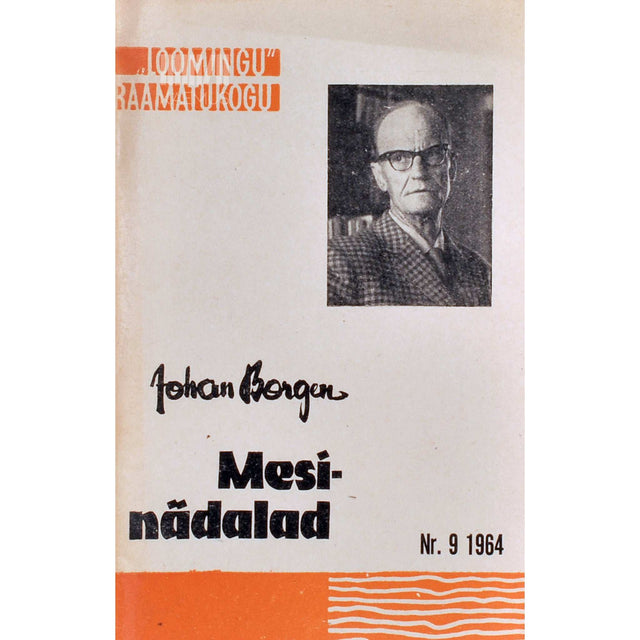 „LOOMINGU“
RAAMATUKOGU
Johan Borgen
Mesi-
nädalad
Nr. 9 1964